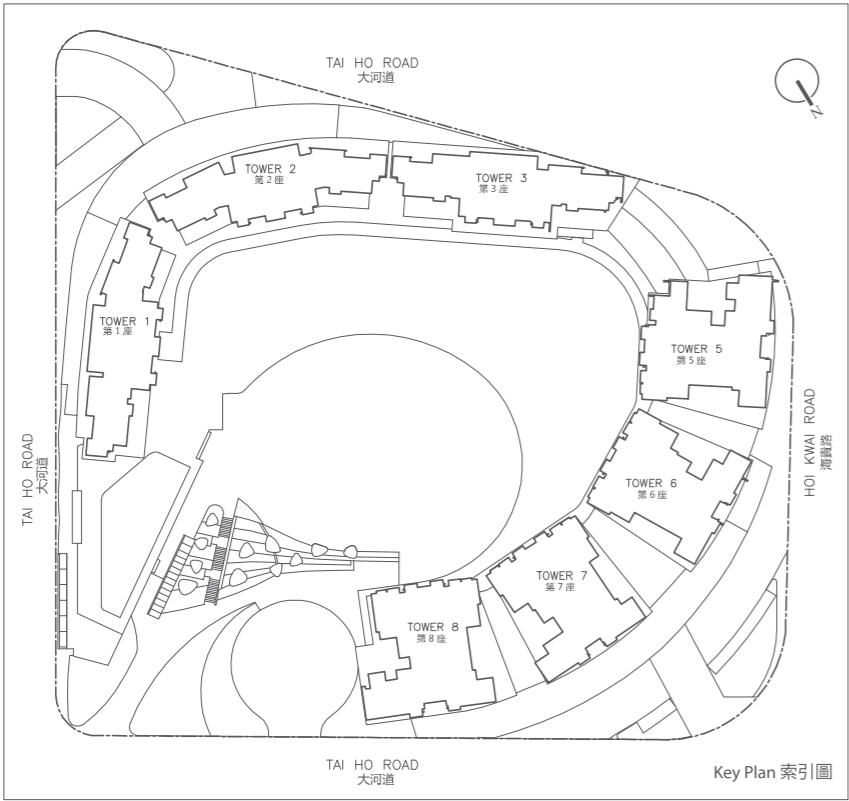 TAI HO ROAD
大河道
N
TOWER 2
第2座
TOWER 3
第3座
TOWER 1
第1座
TOWER 5
第5座
TAI HO ROAD
大河道
HOI KWAI ROAD
海貴路
TOWER 6
第6座
TOWER 7
第7座
TOWER 8
第8座
TAI HO ROAD
大河道
Key Plan 索引圖